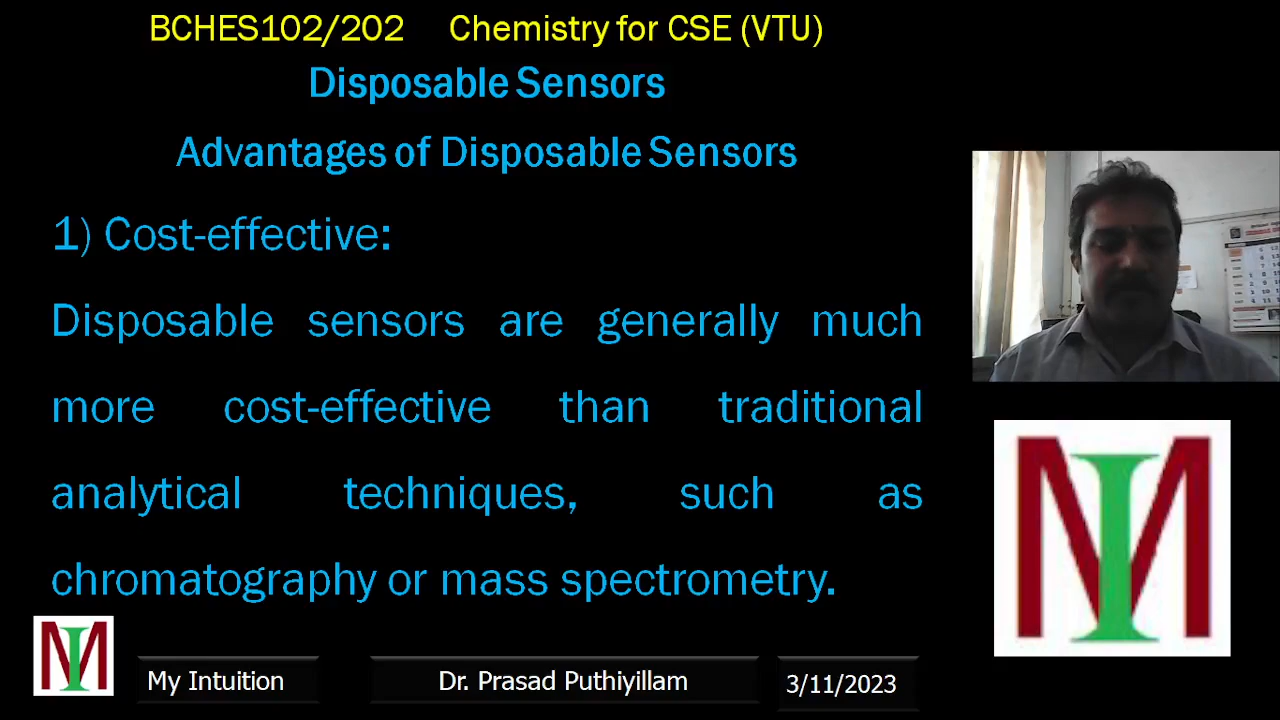 BCHES102/202 Chemistry for CSE (VTU)
Disposable Sensors
Advantages of Disposable Sensors
1) Cost-effective:
Disposable sensors are generally much
more cost-effective than traditional
analytical techniques, such as
chromatography or mass spectrometry.
MI
MI
My Intuition
Dr. Prasad Puthiyillam
3/11/2023